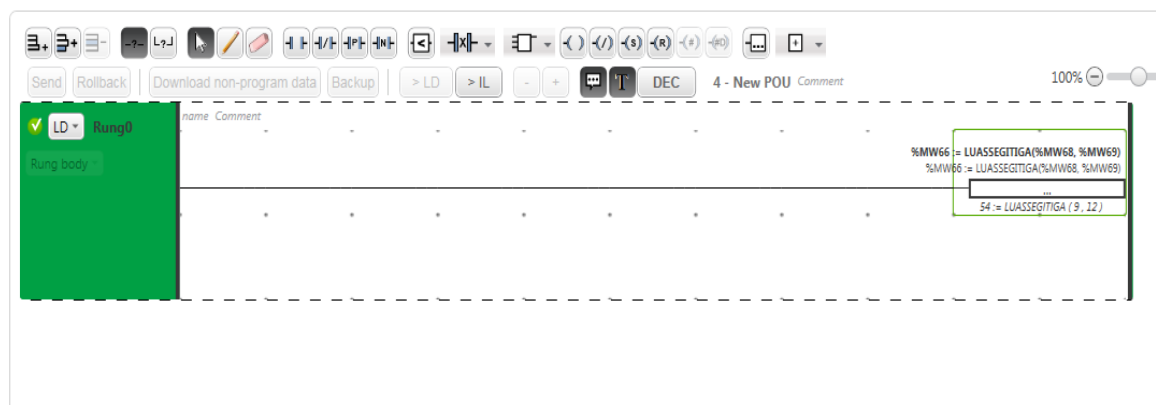 Send Rollback Download non-program data Backup > LD > IL - + T DEC 4 - New POU Comment 100%
LD Rung0 name Comment
Rung body
%MW66 := LUASSEGITIGA(%MW68, %MW69)
%MW66 := LUASSEGITIGA(%MW68, %MW69)
...
54 := LUASSEGITIGA ( 9 , 12 )